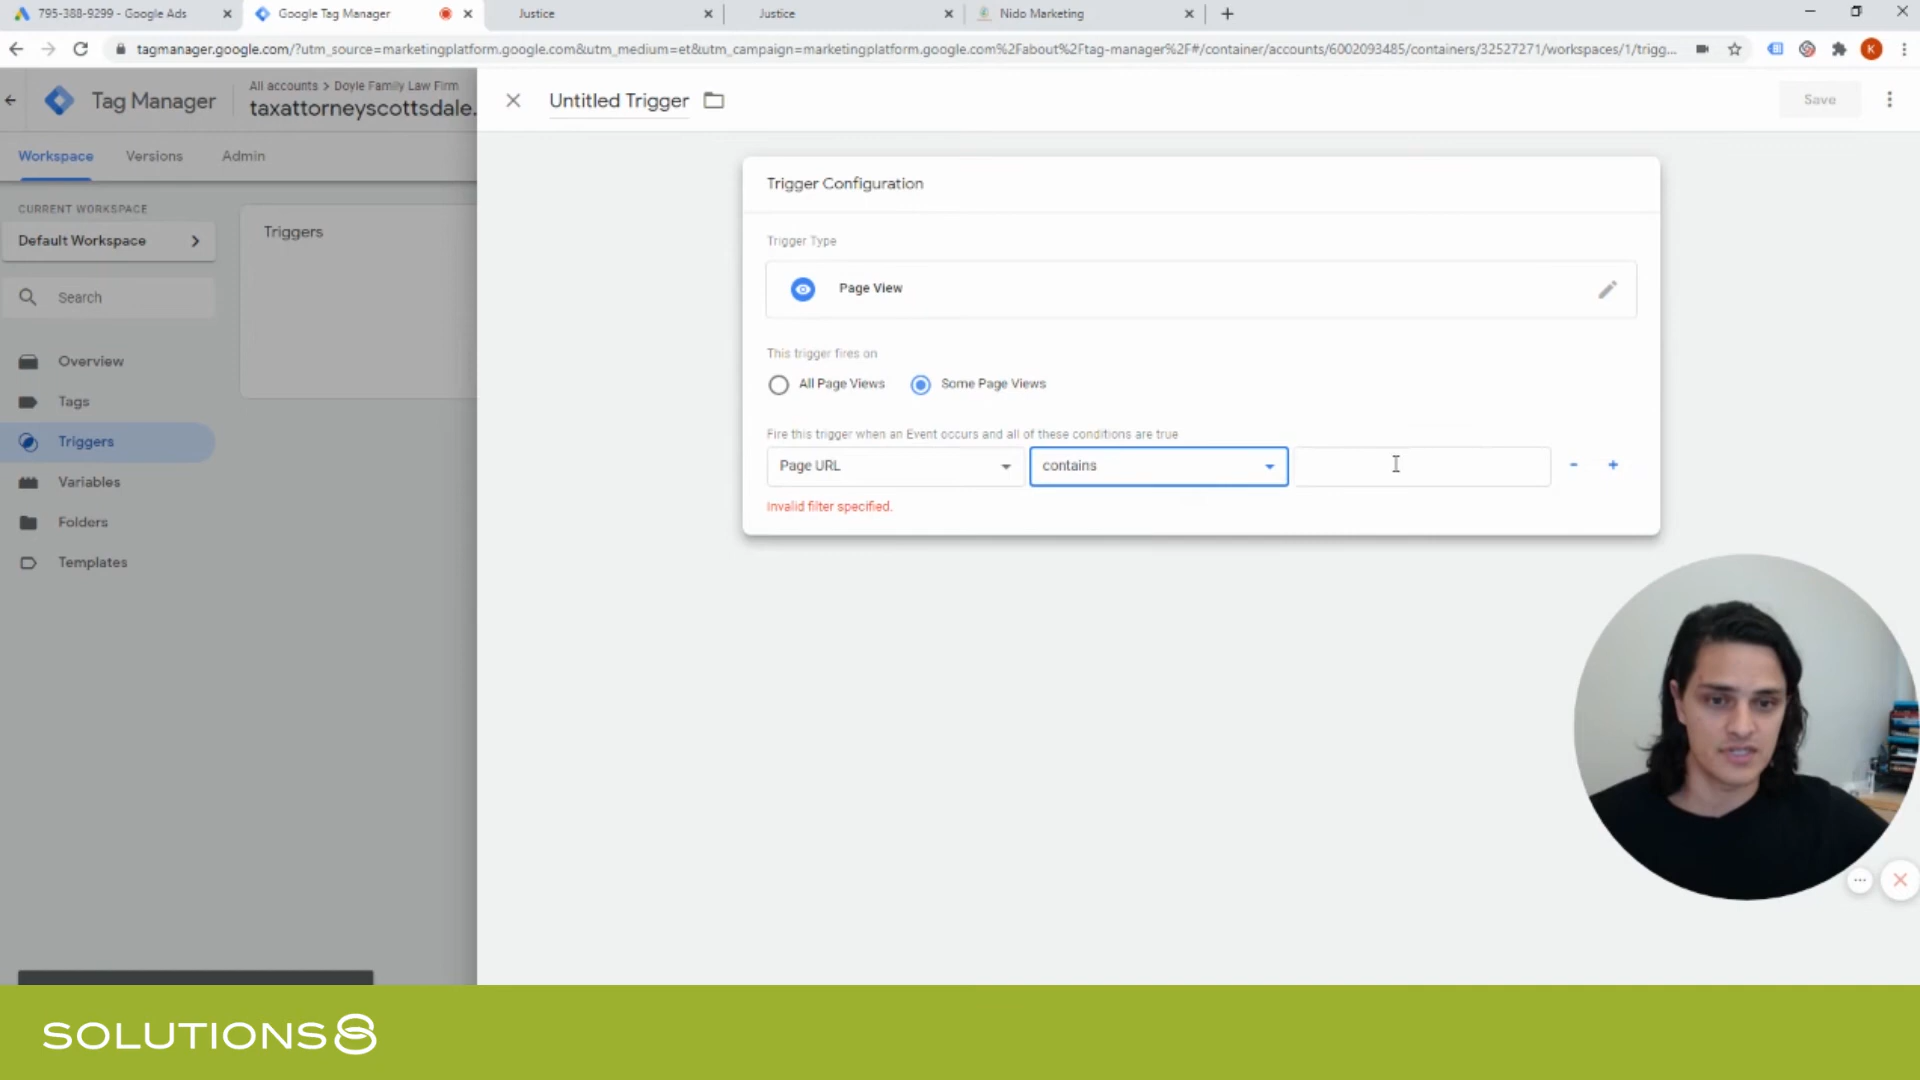 795-388-9299 - Google Ads
Google Tag Manager
Justice
Justice
Nido Marketing
tagmanager.google.com/?utm_source=marketingplatform.google.com&utm_medium=et&utm_campaign=marketingplatform.google.com%2Fabout%2Ftag-manager%2F#/container/accounts/6002093485/containers/32527271/workspaces/1/trigg...
K
Tag Manager
All accounts > Doyle Family Law Firm
taxattorneyscottsdale.
Untitled Trigger
Save
Workspace
Versions
Admin
CURRENT WORKSPACE
Default Workspace
Search
Overview
Tags
Triggers
Variables
Folders
Templates
Triggers
Trigger Configuration
Trigger Type
Page View
This trigger fires on
All Page Views
Some Page Views
Fire this trigger when an Event occurs and all of these conditions are true
Page URL
contains
Invalid filter specified.
SOLUTIONS8